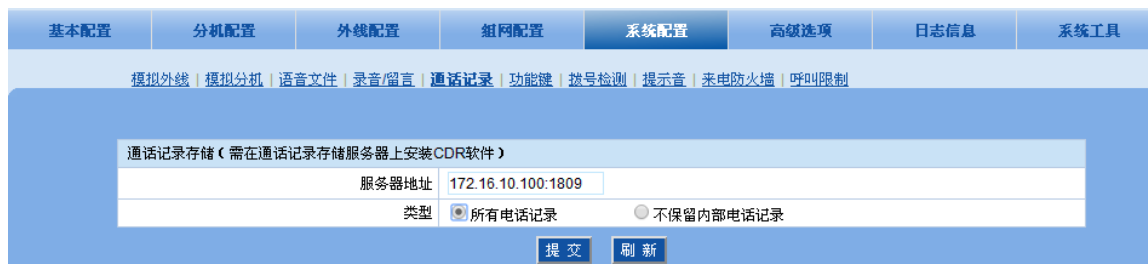 基本配置 分机配置 外线配置 组网配置 系统配置 高级选项 日志信息 系统工具
模拟外线 | 模拟分机 | 语音文件 | 录音/留言 | 通话记录 | 功能键 | 拨号检测 | 提示音 | 来电防火墙 | 呼叫限制
通话记录存储(需在通话记录存储服务器上安装CDR软件)
服务器地址 172.16.10.100:1809
类型 所有电话记录 不保留内部电话记录
提 交 刷 新